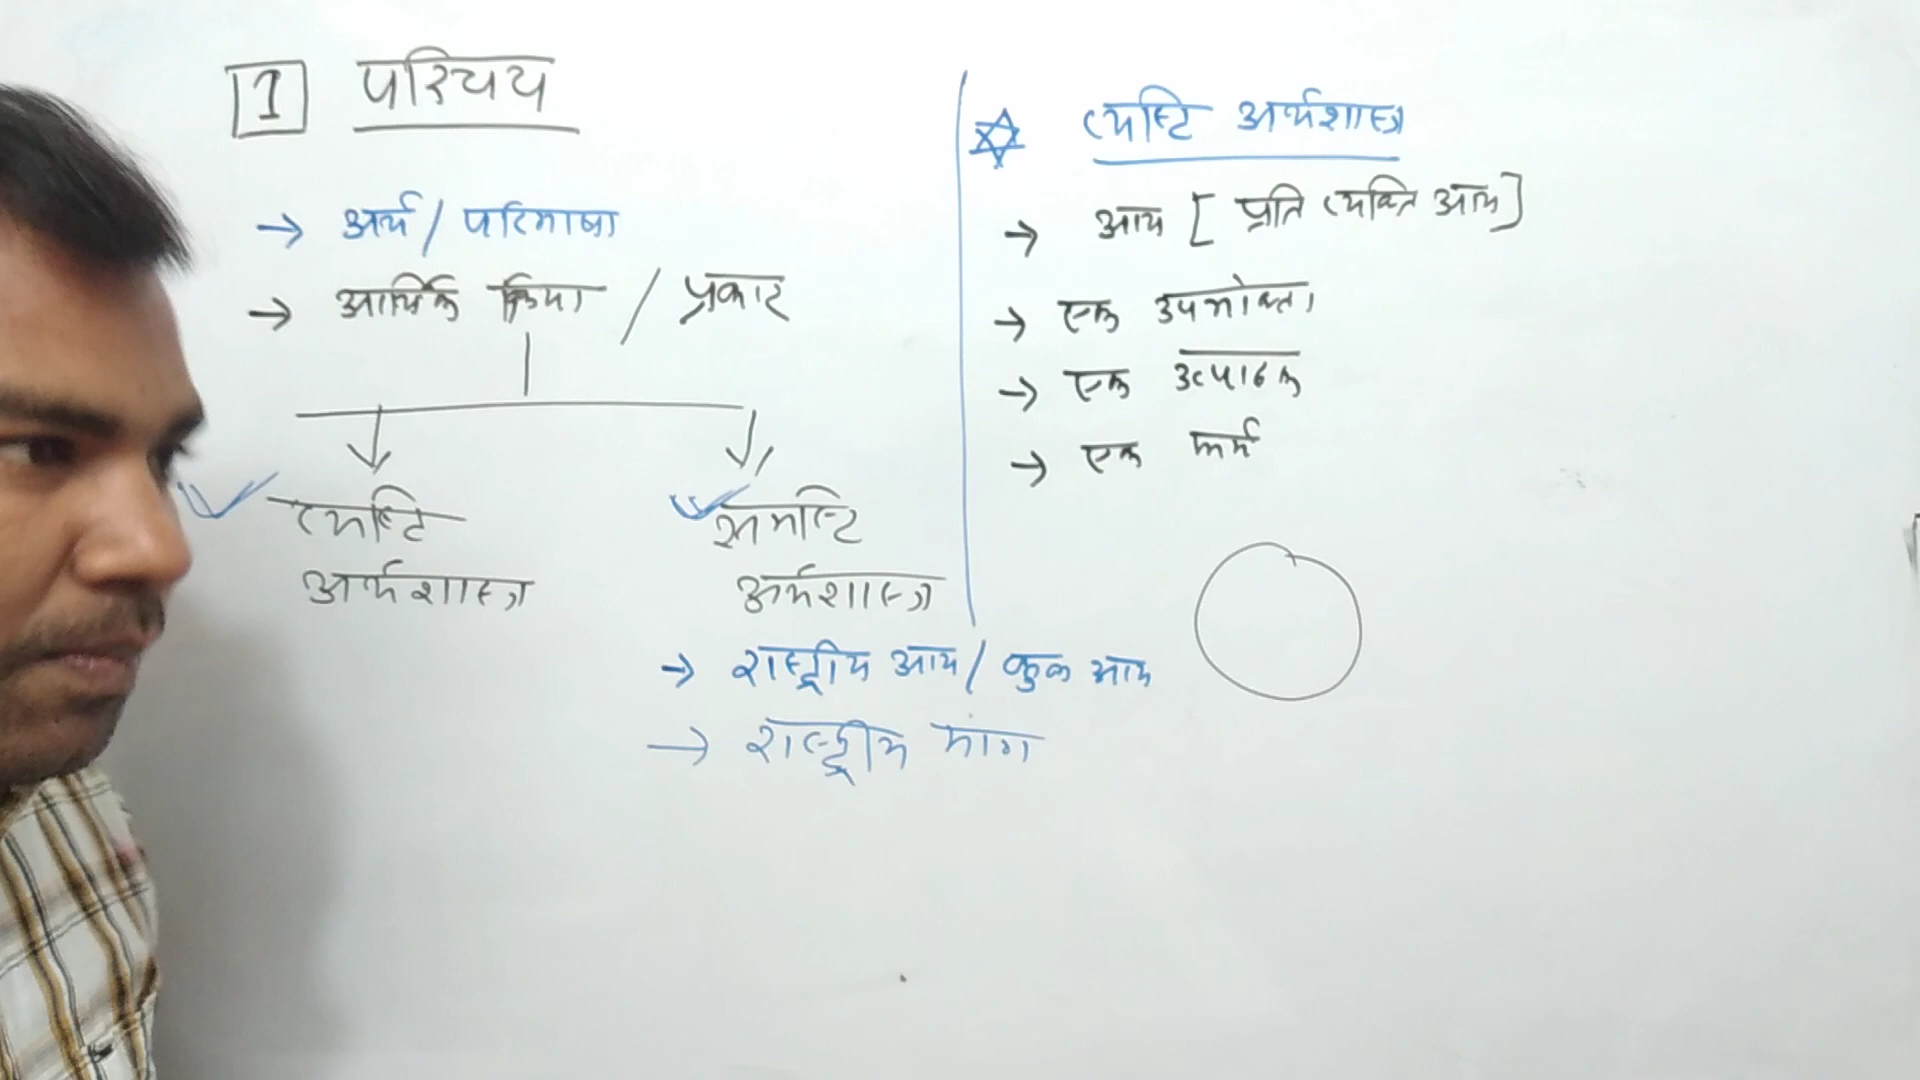 1 परिचय
→ अर्थ / परिभाषा
→ आर्थिक क्रिया / प्रकार
व्यष्टि अर्थशास्त्र
समष्टि अर्थशास्त्र
→ राष्ट्रीय आय / कुल आय
→ राष्ट्रीय मांग
व्यष्टि अर्थशास्त्र
→ आय [ प्रति व्यक्ति आय ]
→ एक उपभोक्ता
→ एक उत्पादक
→ एक फर्म